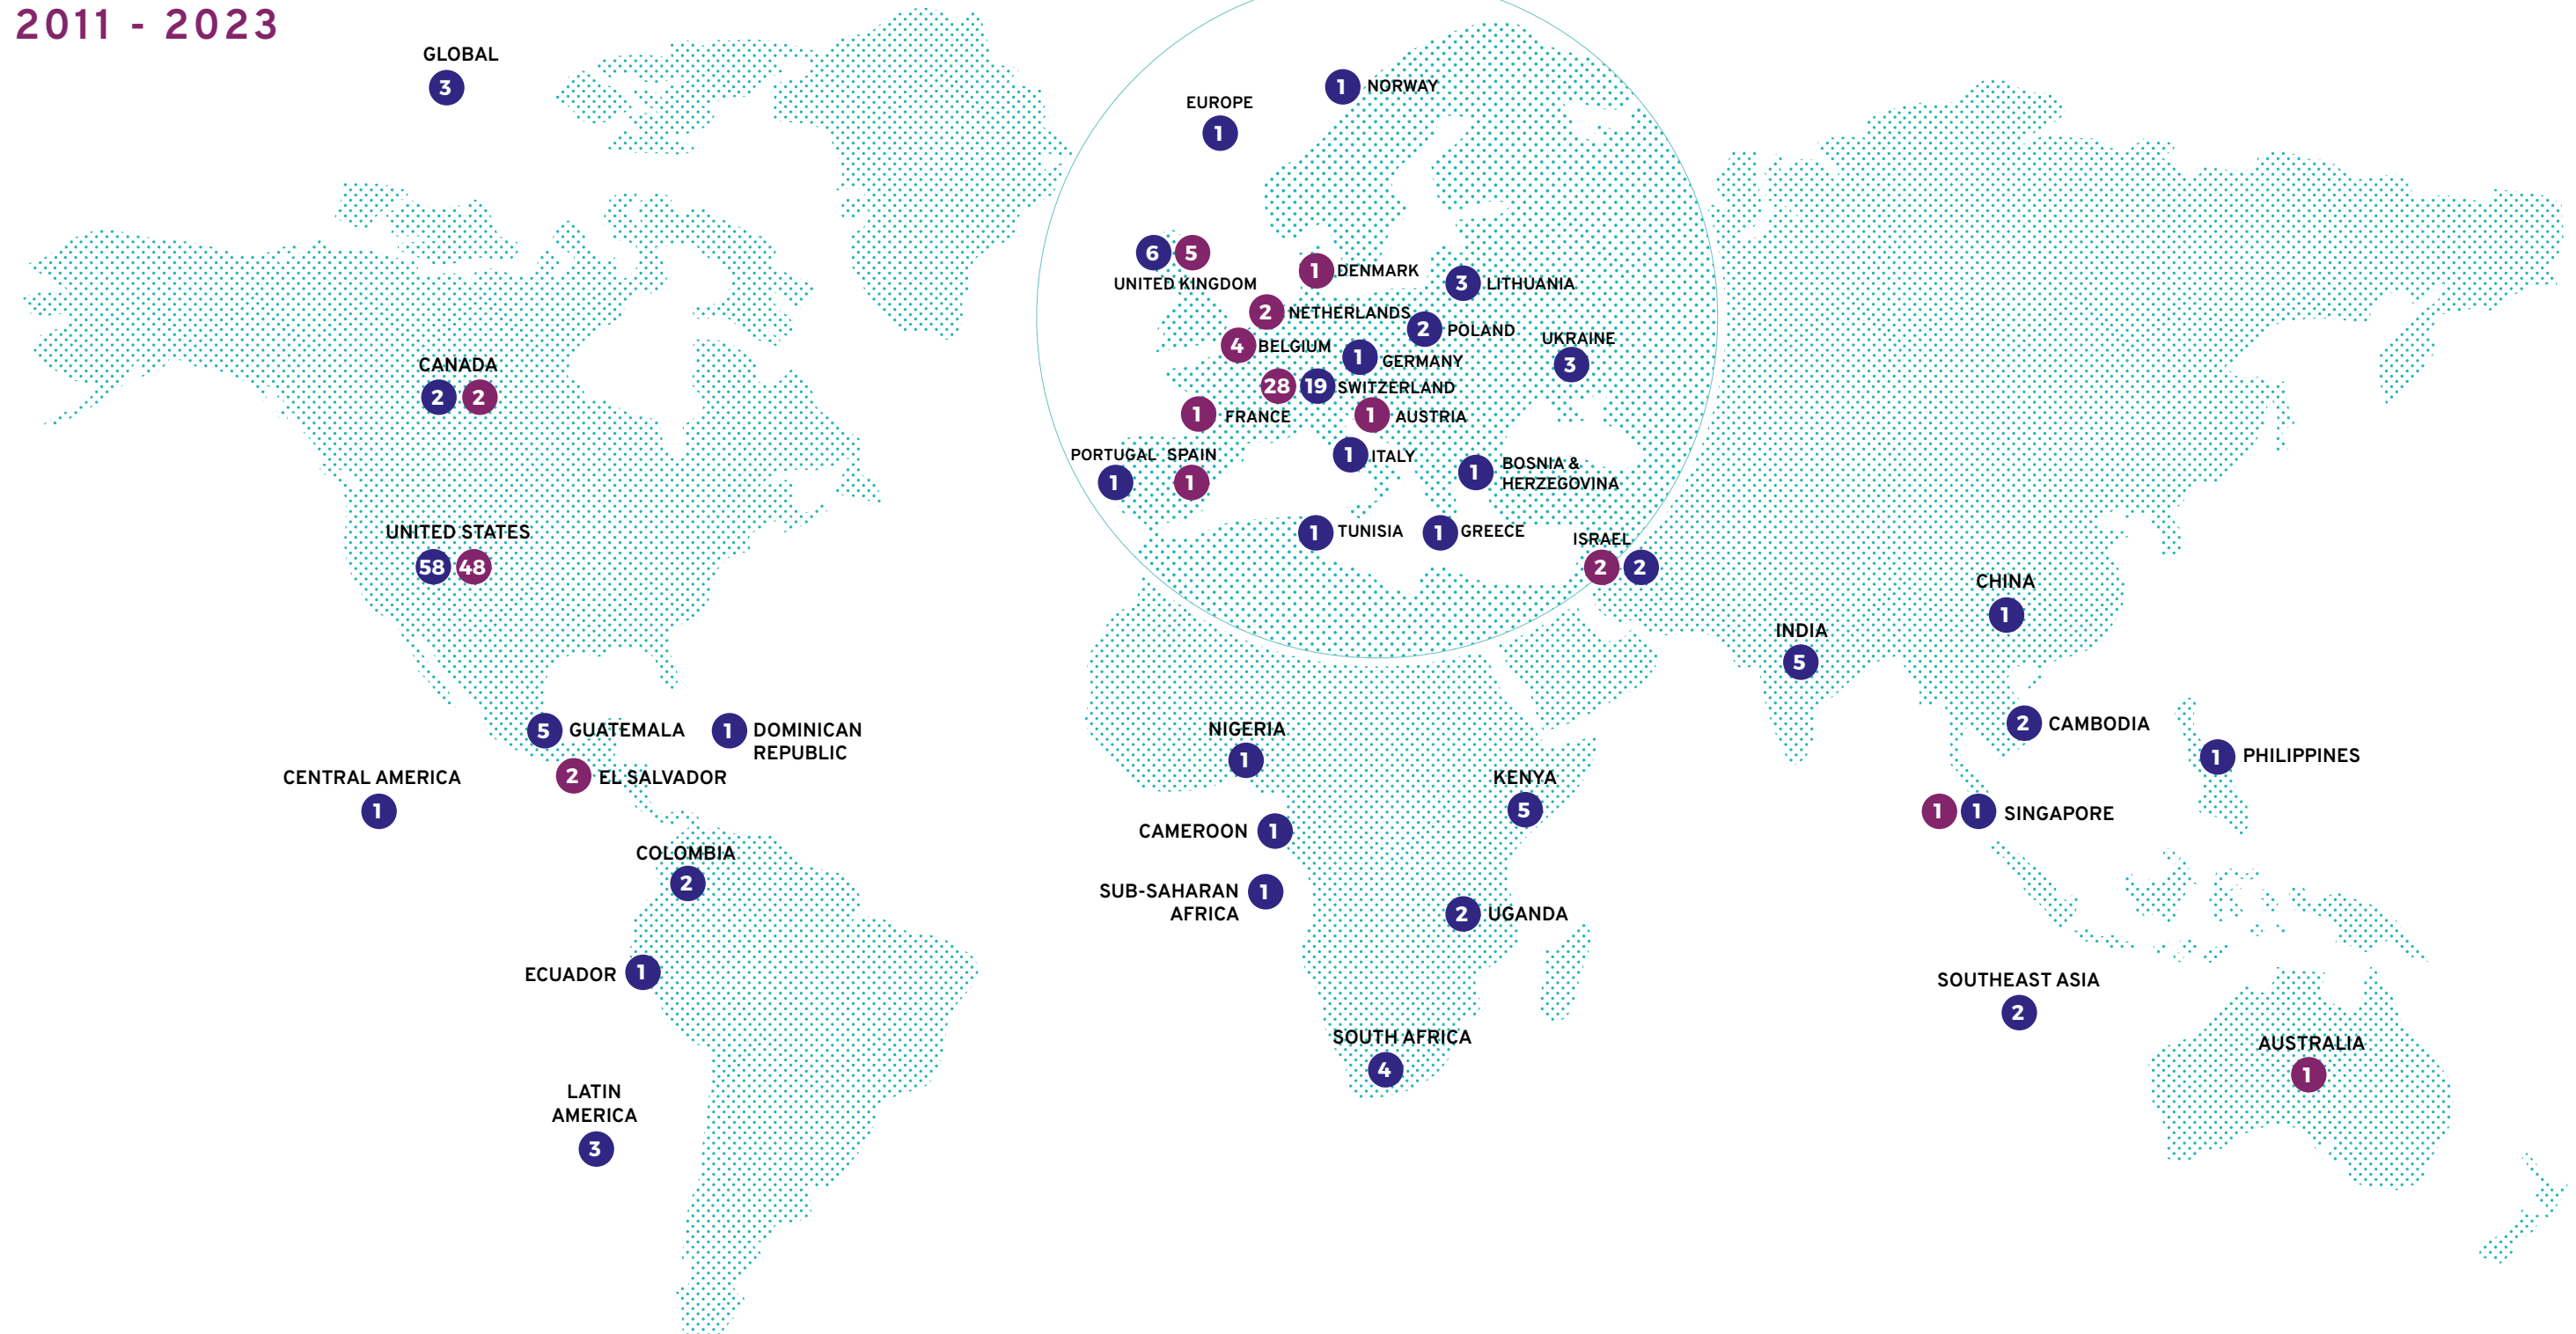 2011 - 2023
GLOBAL
3
EUROPE
1
1 NORWAY
6 5
UNITED KINGDOM
1 DENMARK
3 LITHUANIA
2 NETHERLANDS
2 POLAND
UKRAINE
3
4 BELGIUM
1 GERMANY
28 19 SWITZERLAND
1 FRANCE
1 AUSTRIA
PORTUGAL
1
SPAIN
1
1 ITALY
1 BOSNIA &
HERZEGOVINA
1 TUNISIA
1 GREECE
ISRAEL
2 2
CANADA
2 2
UNITED STATES
58 48
5 GUATEMALA
1 DOMINICAN
REPUBLIC
2 EL SALVADOR
CENTRAL AMERICA
1
COLOMBIA
2
ECUADOR 1
LATIN
AMERICA
3
NIGERIA
1
KENYA
5
CAMEROON 1
SUB-SAHARAN 1
AFRICA
2 UGANDA
SOUTH AFRICA
4
CHINA
1
INDIA
5
2 CAMBODIA
1 PHILIPPINES
1 1 SINGAPORE
SOUTHEAST ASIA
2
AUSTRALIA
1